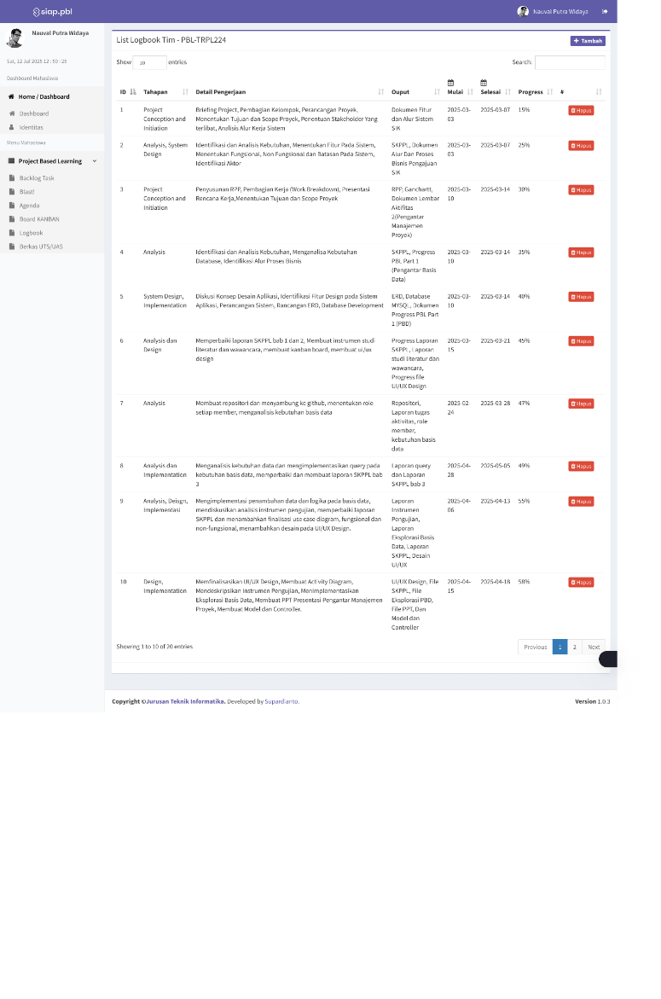 siap.pbl
Nauval Putra Widaya
Nauval Putra Widaya
Sat, 12 Jul 2025 12 : 59 : 25
Dashboard Mahasiswa
Home / Dashboard
Dashboard
Identitas
Menu Mahasiswa
Project Based Learning
Backlog Task
Blast!
Agenda
Board KANBAN
Logbook
Berkas UTS/UAS
List Logbook Tim - PBL-TRPL224
+ Tambah
Show 10 entries
Search:
ID Tahapan Detail Pengerjaan Ouput Mulai Selesai Progress #
1 Project Briefing Project, Pembagian Kelompok, Perancangan Proyek, Dokumen Fitur 2025-03- 2025-03-07 15% Hapus
Conception and Menentukan Tujuan dan Scope Proyek, Penentuan Stakeholder Yang dan Alur Sistem 03
Initiation terlibat, Analisis Alur Kerja Sistem SIK
2 Analysis, System Identifikasi dan Analisis Kebutuhan, Menentukan Fitur Pada Sistem, SKPPL, Dokumen 2025-03- 2025-03-07 25% Hapus
Design Menentukan Fungsional, Non Fungsional dan Batasan Pada Sistem, Alur Dan Proses 03
Identifikasi Aktor Bisnis Pengajuan
SIK
3 Project Penyusunan RPP, Pembagian Kerja (Work Breakdown), Presentasi RPP, Ganchartt, 2025-03- 2025-03-14 30% Hapus
Conception and Rencana Kerja,Menentukan Tujuan dan Scope Proyek Dokumen Lembar 10
Initiation Aktifitas
2(Pengantar
Manajemen
Proyek)
4 Analysis Identifikasi dan Analisis Kebutuhan, Menganalisa Kebutuhan SKPPL, Progress 2025-03- 2025-03-14 35% Hapus
Database, Identifikasi Alur Proses Bisnis PBL Part 1 10
(Pengantar Basis
Data)
5 System Design, Diskusi Konsep Desain Aplikasi, Identifikasi Fitur Design pada Sistem ERD, Database 2025-03- 2025-03-14 40% Hapus
Implementation Aplikasi, Perancangan Sistem, Rancangan ERD, Database Development MYSQL, Dokumen 10
Progress PBL Part
1 (PBD)
6 Analysis dan Memperbaiki laporan SKPPL bab 1 dan 2, Membuat instrumen studi Progress Laporan 2025-03- 2025-03-21 45% Hapus
Design literatur dan wawancara, membuat kanban board, membuat ui/ux SKPPL, Laporan 15
design studi literatur dan
wawancara,
Progress file
UI/UX Design
7 Analysis Membuat repositori dan menyambung ke github, menentukan role Repositori, 2025-02- 2025-03-28 47% Hapus
setiap member, menganalisis kebutuhan basis data Laporan tugas 24
aktivitas, role
member,
kebutuhan basis
data
8 Analysis dan Menganalisis kebutuhan data dan mengimplementasikan query pada Laporan query 2025-04- 2025-05-05 49% Hapus
Implementation kebutuhan basis data, memperbaiki dan membuat laporan SKPPL bab dan Laporan 28
3 SKPPL bab 3
9 Analysis, Deisgn, Mengimplementasi penambahan data dan logika pada basis data, Laporan 2025-04- 2025-04-13 55% Hapus
Implementasi mendiskusikan analisis instrumen pengujian, memperbaiki laporan Instrumen 06
SKPPL dan menambahkan finalisasi use case diagram, fungsional dan Pengujian,
non-fungsional, menambahkan desain pada UI/UX Design. Laporan
Eksplorasi Basis
Data, Laporan
SKPPL, Desain
UI/UX
10 Design, Memfinalisasikan UI/UX Design, Membuat Activity Diagram, UI/UX Design, File 2025-04- 2025-04-18 58% Hapus
Implementation Mendeskripsikan Instrumen Pengujian, Menimplementasikan SKPPL, File 15
Eksplorasi Basis Data, Membuat PPT Presentasi Pengantar Manajemen Eksplorasi PBD,
Proyek, Membuat Model dan Controller. File PPT, Dan
Model dan
Controller
Showing 1 to 10 of 20 entries
Previous 1 2 Next
Copyright ©Jurusan Teknik Informatika. Developed by Supardianto.
Version 1.0.3